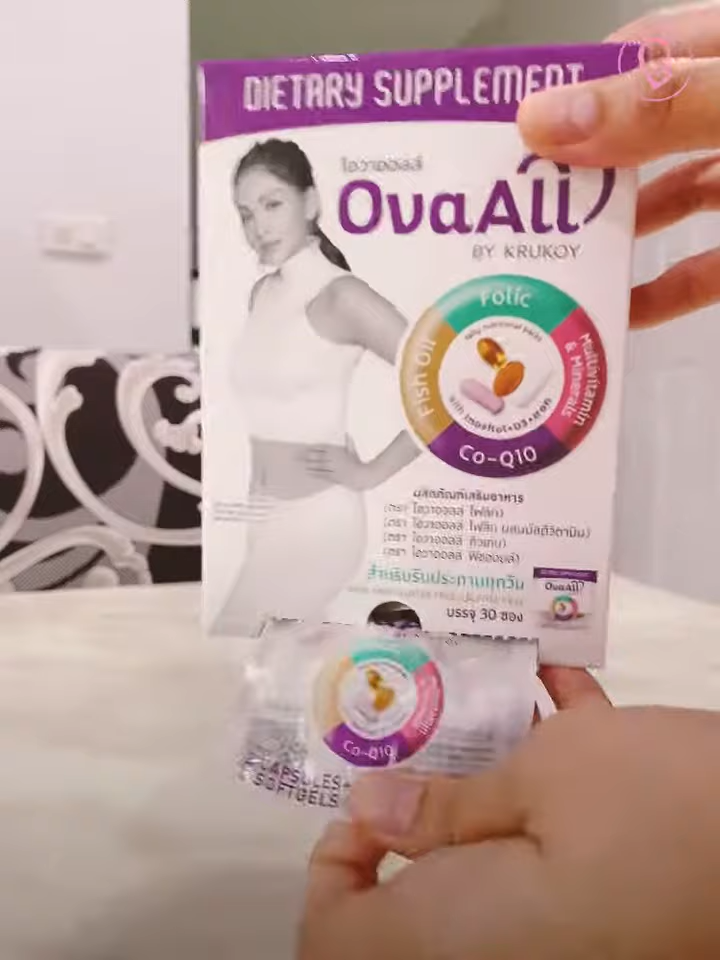 DIETARY SUPPLEMENT
โอวาออลล์
OvaAll
BY KRUKOY
Folic
Fish Oil
Multivitamin & Minerals
Co-Q10
daily nutritional packs
with Inositol+D3+
ผลิตภัณฑ์เสริมอาหาร
(ตรา โอวาออลล์ โฟลิก)
(ตรา โอวาออลล์ โฟลิก ผสมมัลติวิตามิน)
(ตรา โอวาออลล์ คิวเทน)
(ตรา โอวาออลล์ ฟิชออยล์)
สำหรับรับประทานทุกวัน
บรรจุ 30 ซอง
OvaAll
Co-Q10
CAPSULES+
SOFTGELS